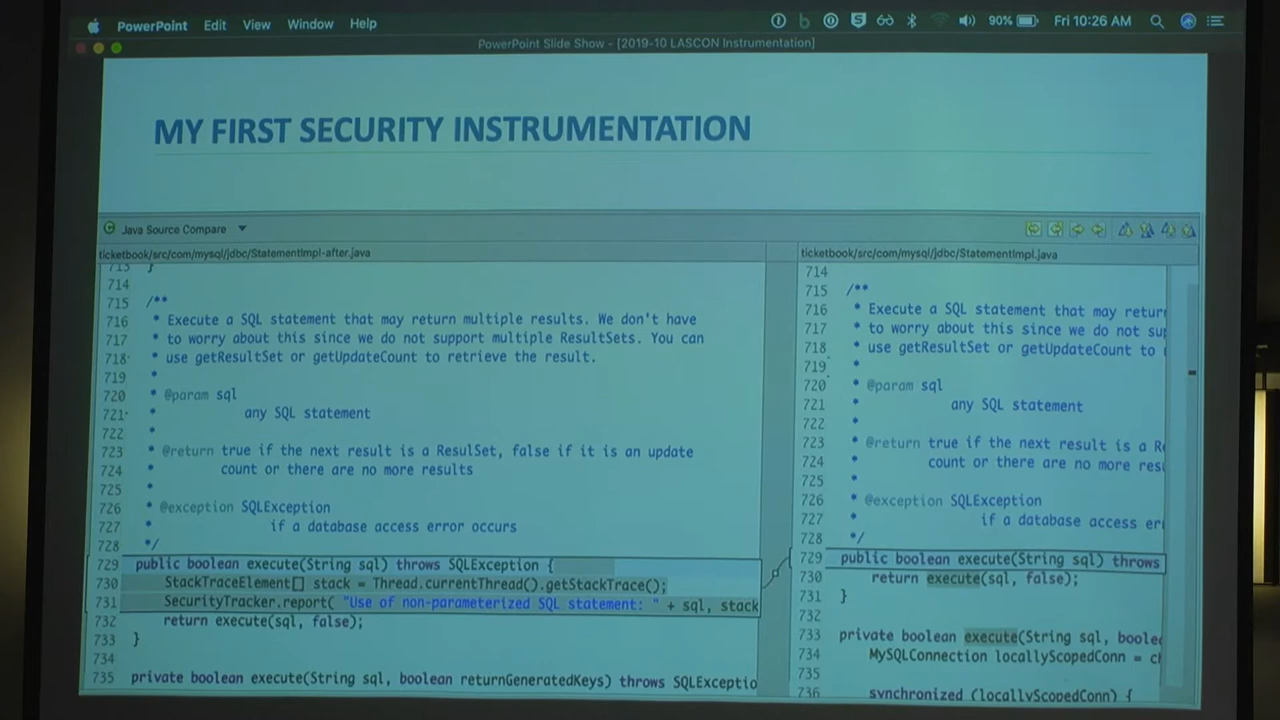 PowerPoint Edit View Window Help 90% Fri 10:26 AM
PowerPoint Slide Show - [2019-10 LASCON Instrumentation]
MY FIRST SECURITY INSTRUMENTATION
Java Source Compare
ticketbook/src/com/mysql/jdbc/StatementImpl-after.java
713 }
714
715 /**
716 * Execute a SQL statement that may return multiple results. We don't have
717 * to worry about this since we do not support multiple ResultSets. You can
718 * use getResultSet or getUpdateCount to retrieve the result.
719 *
720 * @param sql
721 * any SQL statement
722 *
723 * @return true if the next result is a ResulSet, false if it is an update
724 * count or there are no more results
725 *
726 * @exception SQLException
727 * if a database access error occurs
728 */
729 public boolean execute(String sql) throws SQLException {
730 StackTraceElement[] stack = Thread.currentThread().getStackTrace();
731 SecurityTracker.report( "Use of non-parameterized SQL statement: " + sql, stack
732 return execute(sql, false);
733 }
734
735 private boolean execute(String sql, boolean returnGeneratedKeys) throws SQLExceptio
ticketbook/src/com/mysql/jdbc/StatementImpl.java
714
715 /**
716 * Execute a SQL statement that may return
717 * to worry about this since we do not sup
718 * use getResultSet or getUpdateCount to
719 *
720 * @param sql
721 * any SQL statement
722 *
723 * @return true if the next result is a Re
724 * count or there are no more resu
725 *
726 * @exception SQLException
727 * if a database access er
728 */
729 public boolean execute(String sql) throws
730 return execute(sql, false);
731 }
732
733 private boolean execute(String sql, boole
734 MySQLConnection locallyScopedConn = c
735
736 synchronized (locallyScopedConn) {